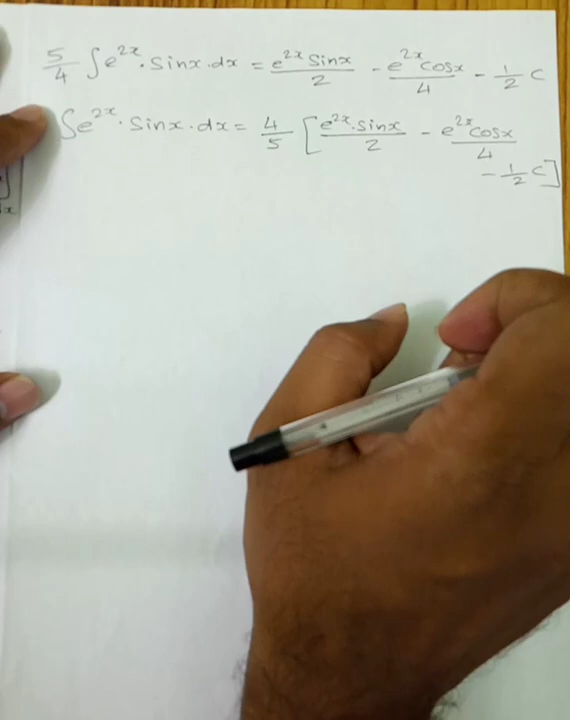 5/4 ∫e^2x · sinx · dx = e^2x sinx/2 - e^2x cosx/4 - 1/2 C
∫e^2x · sinx · dx = 4/5 [e^2x · sinx/2 - e^2x cosx/4
- 1/2 C]